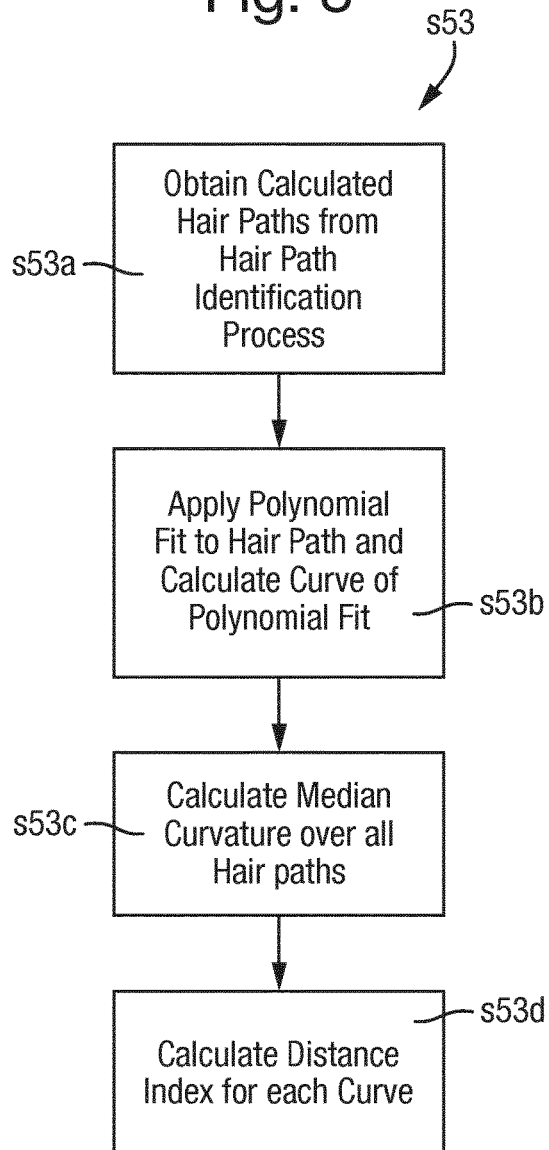 s53
Obtain Calculated
Hair Paths from
Hair Path
Identification
Process
s53a
Apply Polynomial
Fit to Hair Path and
Calculate Curve of
Polynomial Fit
s53b
Calculate Median
Curvature over all
Hair paths
s53c
s53d
Calculate Distance
Index for each Curve